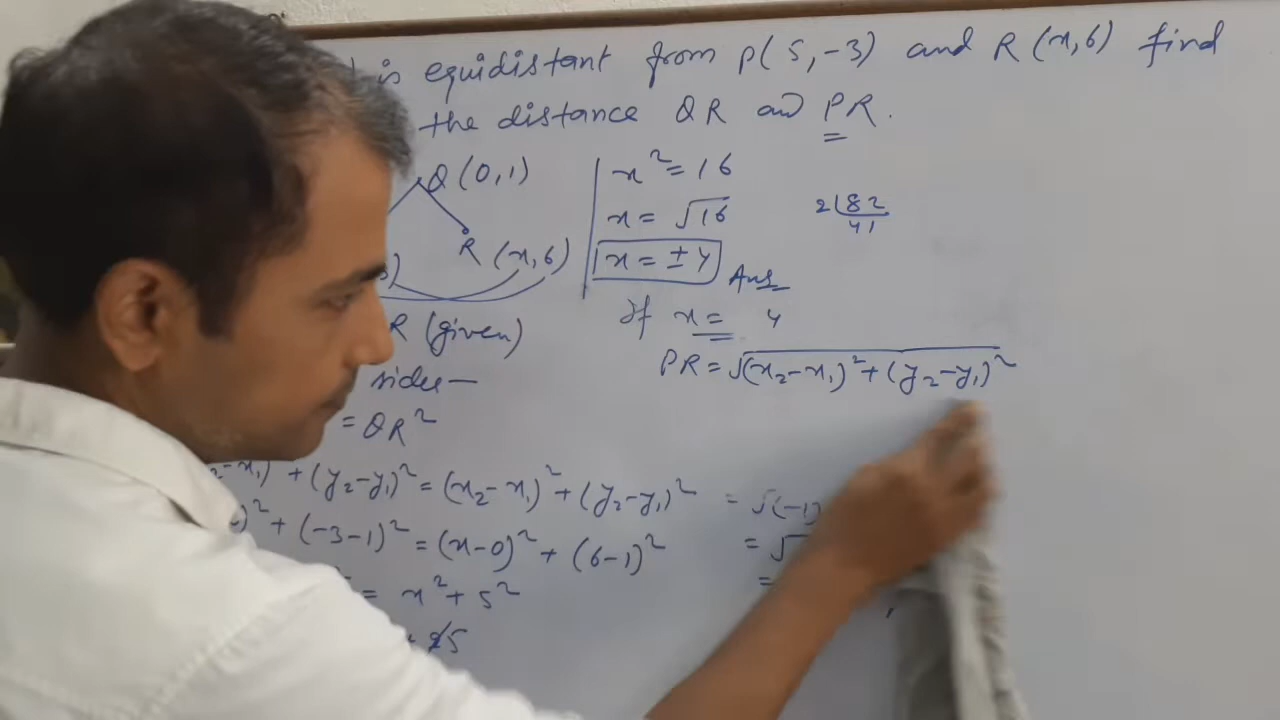 is equidistant from P(5,-3) and R(x,6) find
the distance QR and PR.
Q(0,1)
R(x,6)
R (given)
sides—
= QR²
+ (y₂-y₁)² = (x₂-x₁)² + (y₂-y₁)²
+ (-3-1)² = (x-0)² + (6-1)²
= x² + 5²
x² = 16
x = √16
x = ±4
Ans
If x = 4
PR = √(x₂-x₁)² + (y₂-y₁)²
2|82
41
= √(-1)
= √
=